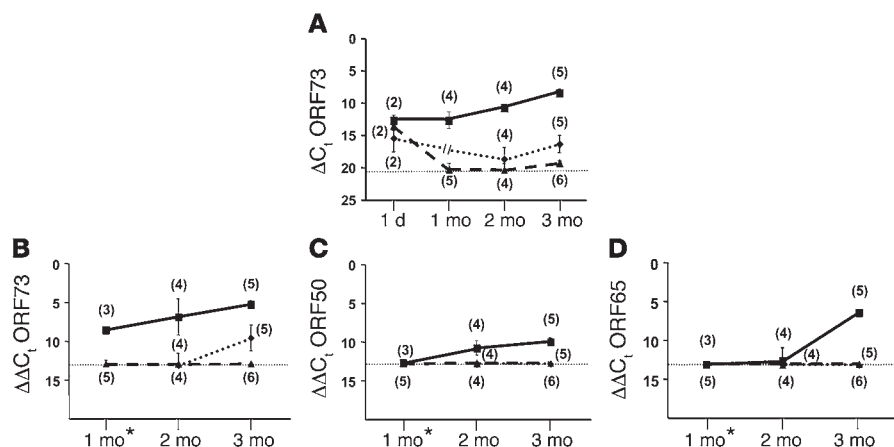 A
ΔCt ORF73
0
5
10
15
20
25
(2)
(4)
(4)
(5)
(2)
(2)
(4)
(5)
(5)
(4)
(6)
1 d
1 mo
2 mo
3 mo
B
ΔΔCt ORF73
0
5
10
15
(3)
(4)
(5)
(4)
(5)
(5)
(4)
(6)
1 mo*
2 mo
3 mo
C
ΔΔCt ORF50
0
5
10
15
(3)
(4)
(5)
(4)
(5)
(5)
(4)
(6)
1 mo*
2 mo
3 mo
D
ΔΔCt ORF65
0
5
10
15
(3)
(4)
(5)
(4)
(5)
(5)
(4)
(6)
1 mo*
2 mo
3 mo